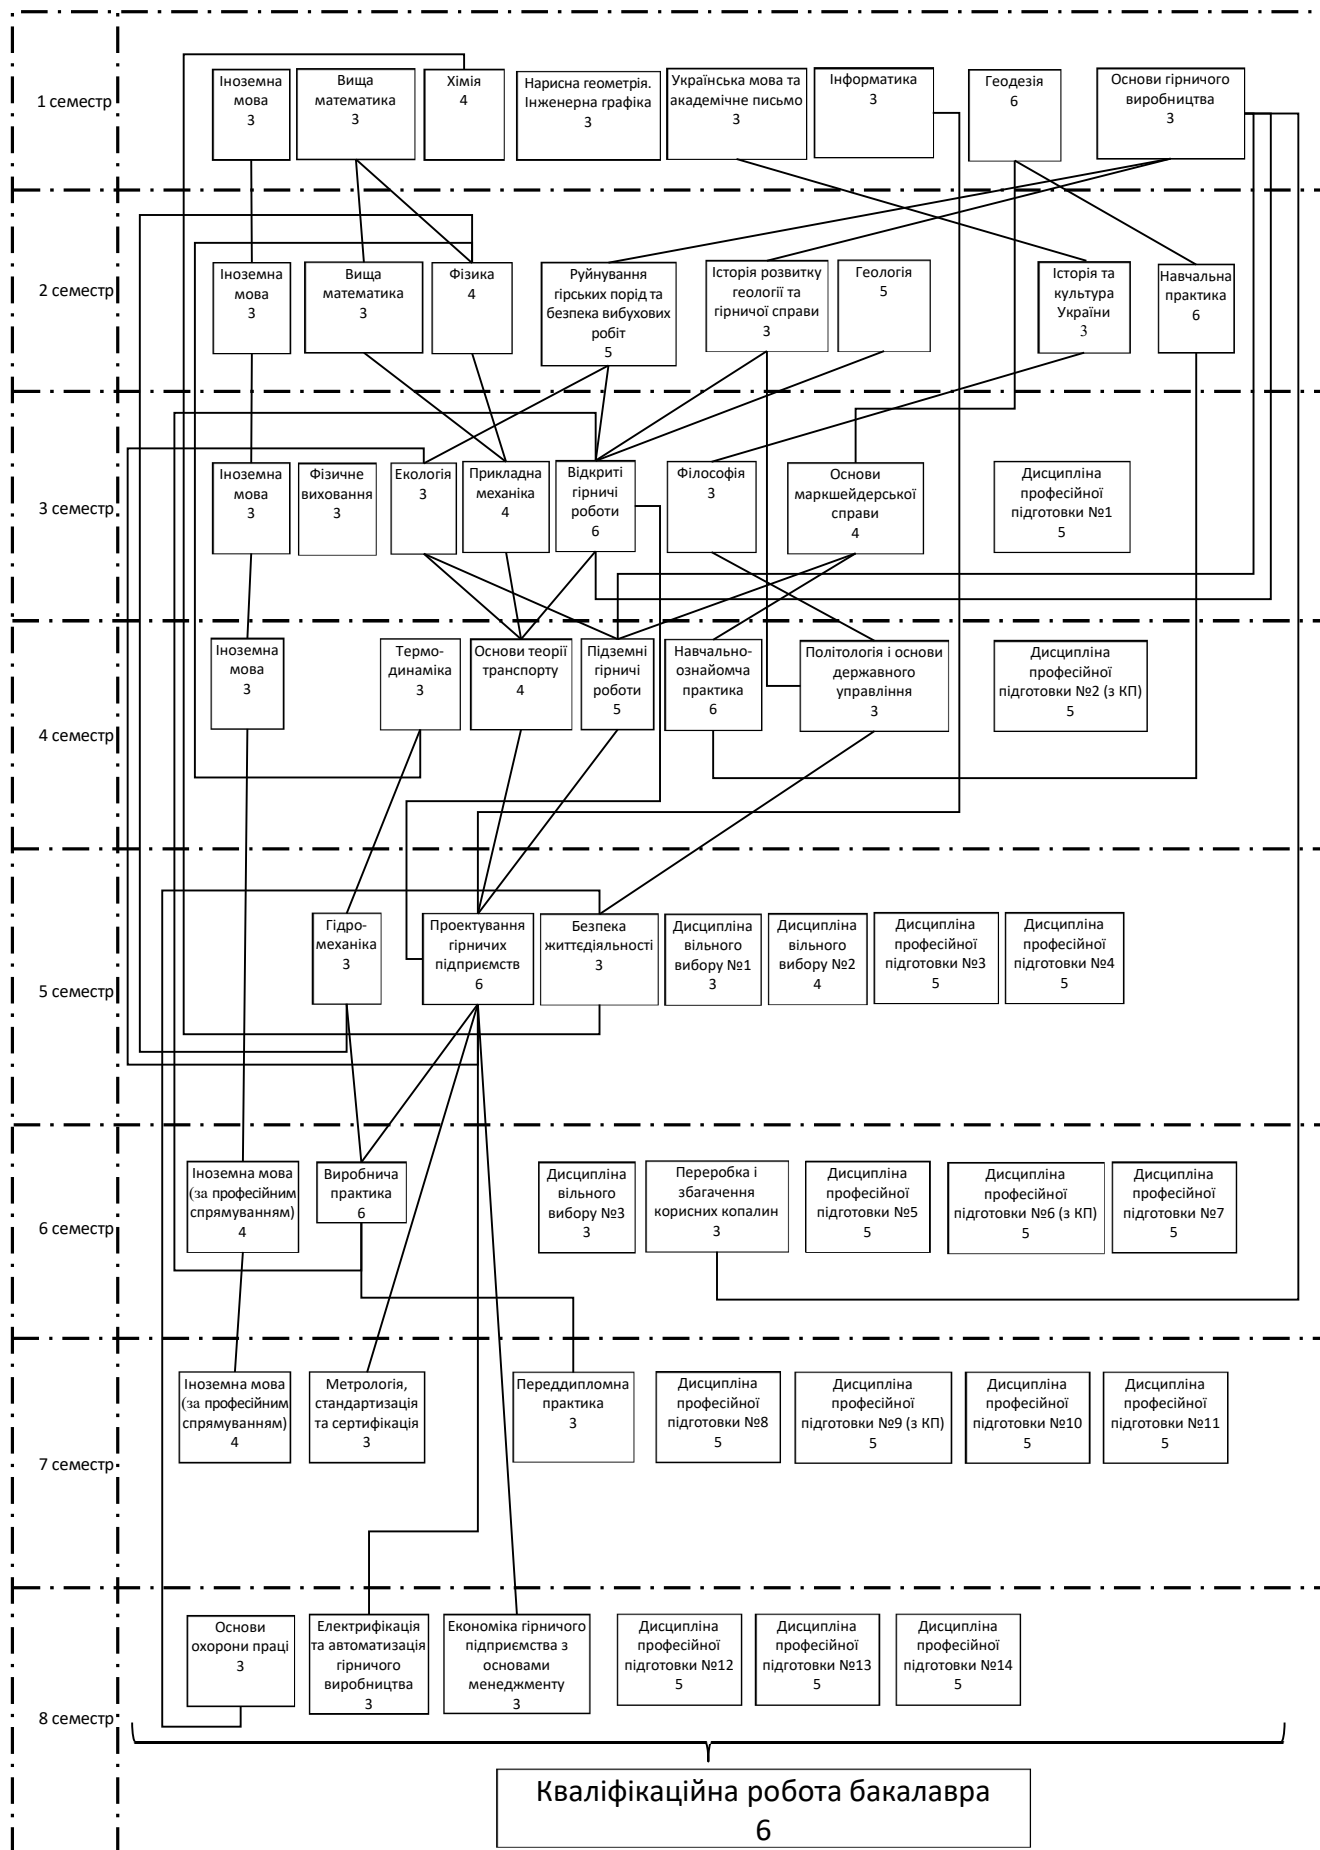 1 семестр
Іноземна
мова
3
Вища
математика
3
Хімія
4
Нарисна геометрія.
Інженерна графіка
3
Українська мова та
академічне письмо
3
Інформатика
3
Геодезія
6
Основи гірничого
виробництва
3
2 семестр
Іноземна
мова
3
Вища
математика
3
Фізика
4
Руйнування
гірських порід та
безпека вибухових
робіт
5
Історія розвитку
геології та
гірничої справи
3
Геологія
5
Історія та
культура
України
3
Навчальна
практика
6
3 семестр
Іноземна
мова
3
Фізичне
виховання
3
Екологія
3
Прикладна
механіка
4
Відкриті
гірничі
роботи
6
Філософія
3
Основи
маркшейдерської
справи
4
Дисципліна
професійної
підготовки №1
5
4 семестр
Іноземна
мова
3
Термо-
динаміка
3
Основи теорії
транспорту
4
Підземні
гірничі
роботи
5
Навчально-
ознайомча
практика
6
Політологія і основи
державного
управління
3
Дисципліна
професійної
підготовки №2 (з КП)
5
5 семестр
Гідро-
механіка
3
Проектування
гірничих
підприємств
6
Безпека
життєдіяльності
3
Дисципліна
вільного
вибору №1
3
Дисципліна
вільного
вибору №2
4
Дисципліна
професійної
підготовки №3
5
Дисципліна
професійної
підготовки №4
5
6 семестр
Іноземна мова
(за професійним
спрямуванням)
4
Виробнича
практика
6
Дисципліна
вільного
вибору №3
3
Переробка і
збагачення
корисних копалин
3
Дисципліна
професійної
підготовки №5
5
Дисципліна
професійної
підготовки №6 (з КП)
5
Дисципліна
професійної
підготовки №7
5
7 семестр
Іноземна мова
(за професійним
спрямуванням)
4
Метрологія,
стандартизація
та сертифікація
3
Переддипломна
практика
3
Дисципліна
професійної
підготовки №8
5
Дисципліна
професійної
підготовки №9 (з КП)
5
Дисципліна
професійної
підготовки №10
5
Дисципліна
професійної
підготовки №11
5
8 семестр
Основи
охорони праці
3
Електрифікація
та автоматизація
гірничого
виробництва
3
Економіка гірничого
підприємства з
основами
менеджменту
3
Дисципліна
професійної
підготовки №12
5
Дисципліна
професійної
підготовки №13
5
Дисципліна
професійної
підготовки №14
5
Кваліфікаційна робота бакалавра
6